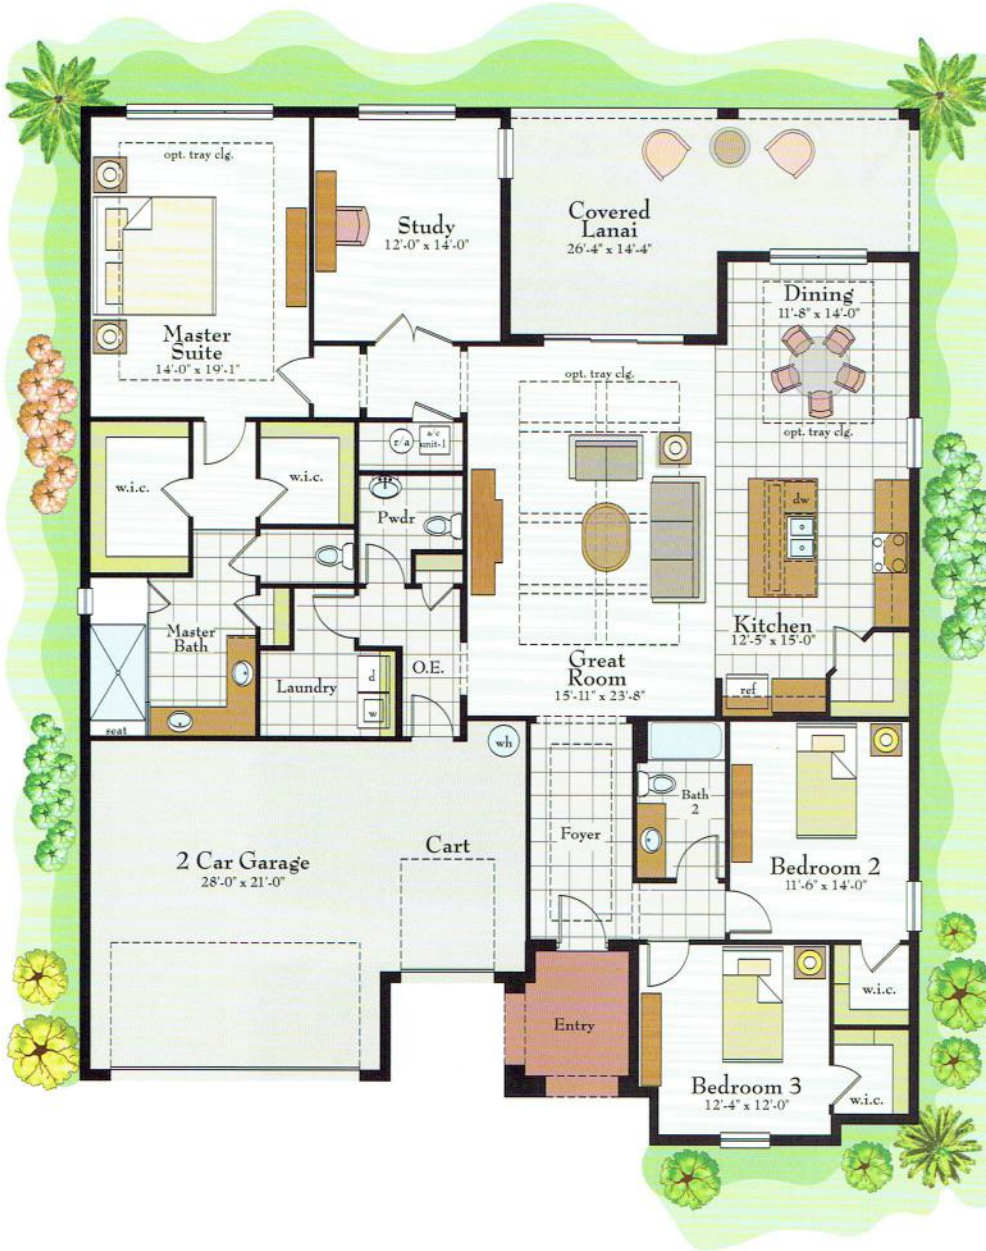 opt. tray clg.
Study
12'-0" x 14'-0"
Covered
Lanai
26'-4" x 14'-4"
Dining
11'-8" x 14'-0"
Master
Suite
14'-0" x 19'-1"
opt. tray clg.
opt. tray clg.
r/a
a/c
unit-1
w.i.c.
w.i.c.
Pwdr
dw
Master
Bath
Kitchen
12'-5" x 15'-0"
Great
Room
15'-11" x 23'-8"
O.E.
Laundry
d
w
ref
seat
wh
Foyer
Bath
2
2 Car Garage
28'-0" x 21'-0"
Cart
Bedroom 2
11'-6" x 14'-0"
w.i.c.
Entry
Bedroom 3
12'-4" x 12'-0"
w.i.c.